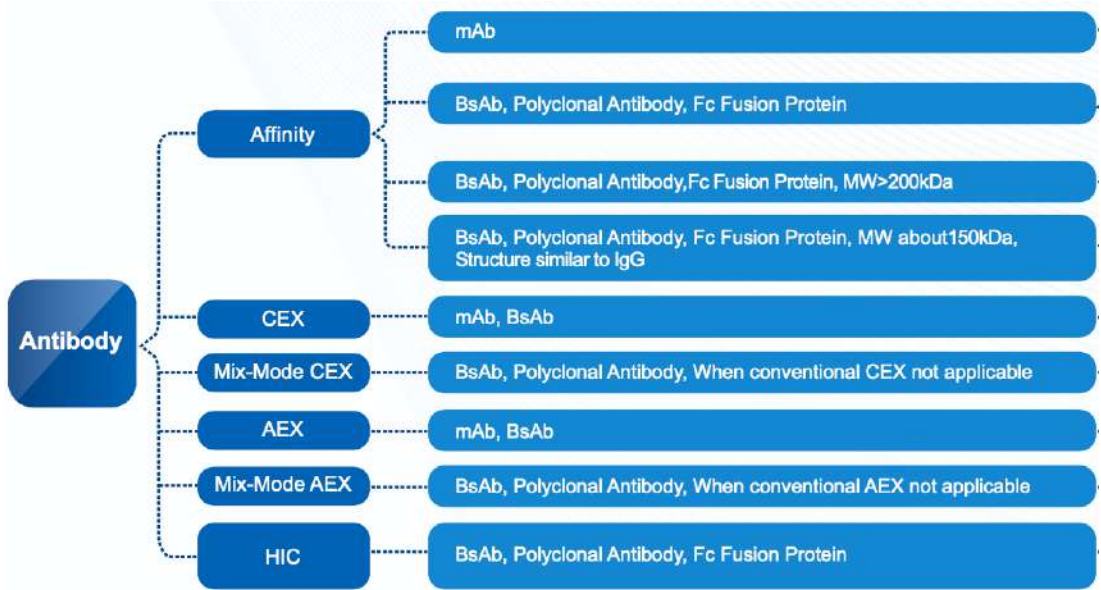 mAb
BsAb, Polyclonal Antibody, Fc Fusion Protein
Affinity
BsAb, Polyclonal Antibody,Fc Fusion Protein, MW>200kDa
BsAb, Polyclonal Antibody, Fc Fusion Protein, MW about150kDa,
Structure similar to IgG
Antibody
CEX
mAb, BsAb
Mix-Mode CEX
BsAb, Polyclonal Antibody, When conventional CEX not applicable
AEX
mAb, BsAb
Mix-Mode AEX
BsAb, Polyclonal Antibody, When conventional AEX not applicable
HIC
BsAb, Polyclonal Antibody, Fc Fusion Protein